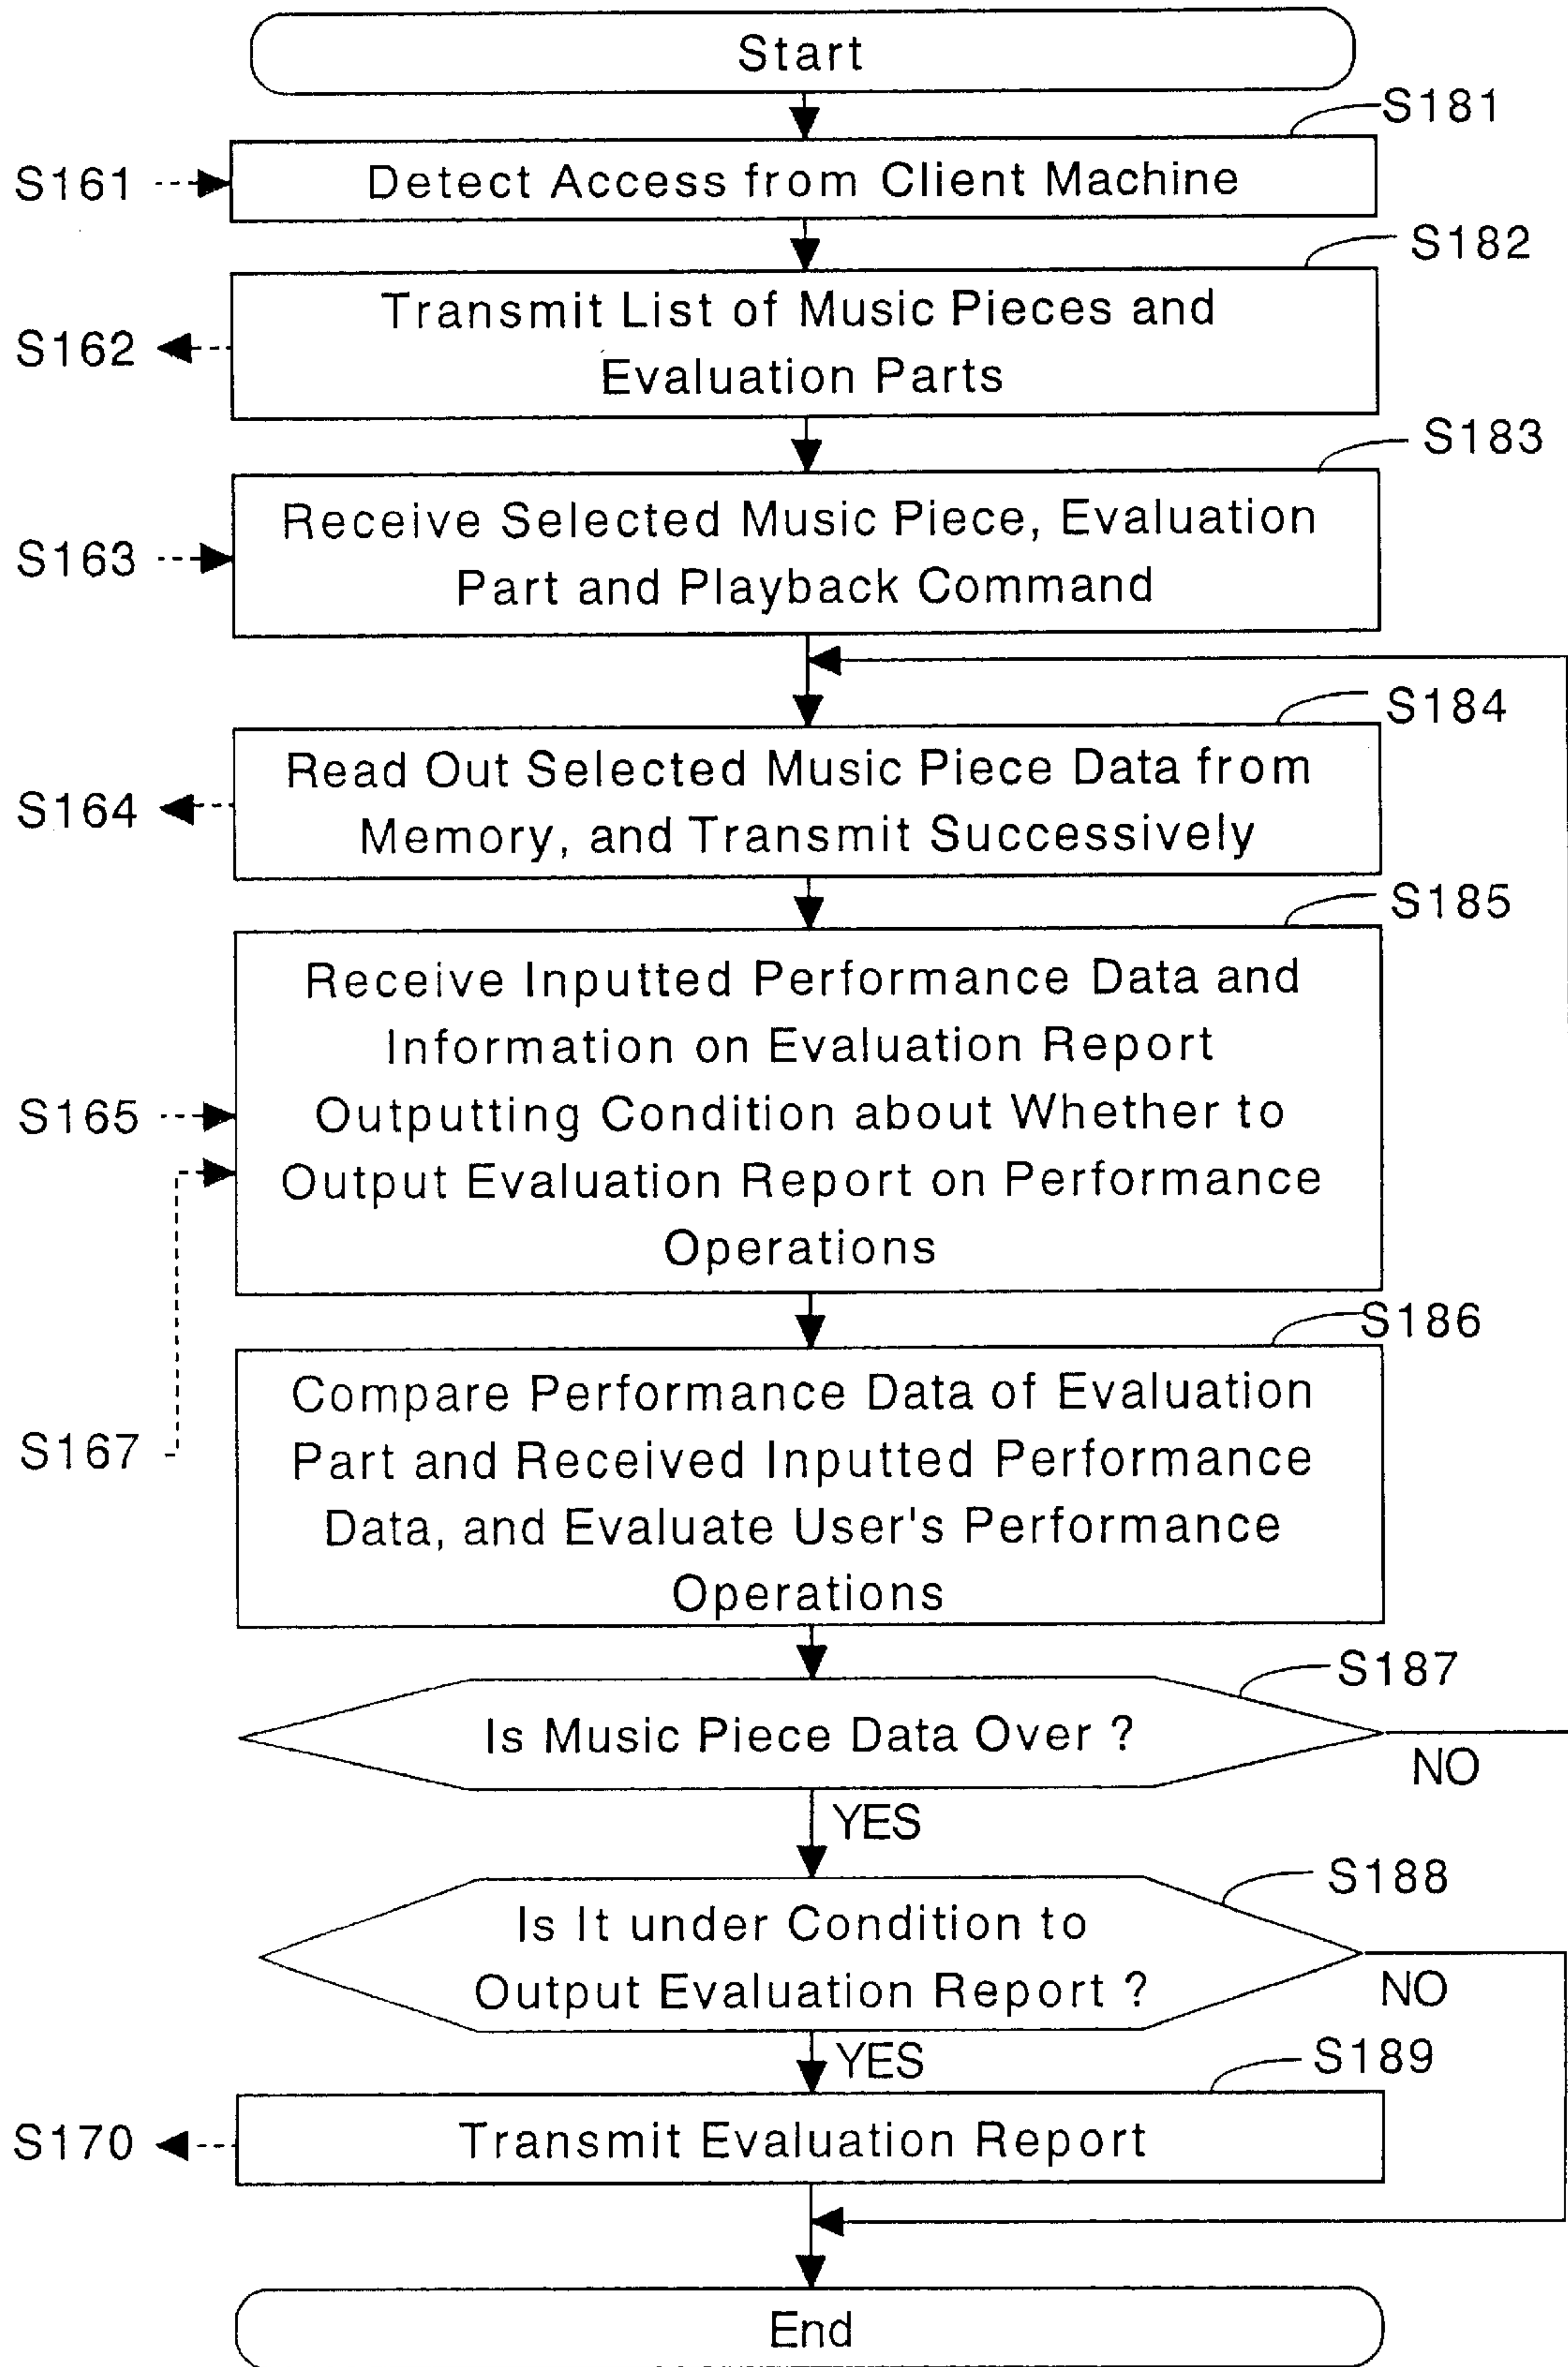 Start
S181
S161
Detect Access from Client Machine
S182
Transmit List of Music Pieces and
Evaluation Parts
S162
S183
Receive Selected Music Piece, Evaluation
Part and Playback Command
S163
S184
Read Out Selected Music Piece Data from
Memory, and Transmit Successively
S164
S185
Receive Inputted Performance Data and
Information on Evaluation Report
Outputting Condition about Whether to
Output Evaluation Report on Performance
Operations
S165
S167
S186
Compare Performance Data of Evaluation
Part and Received Inputted Performance
Data, and Evaluate User's Performance
Operations
S187
Is Music Piece Data Over ?
NO
YES
S188
Is It under Condition to
Output Evaluation Report ?
NO
YES
S189
Transmit Evaluation Report
S170
End